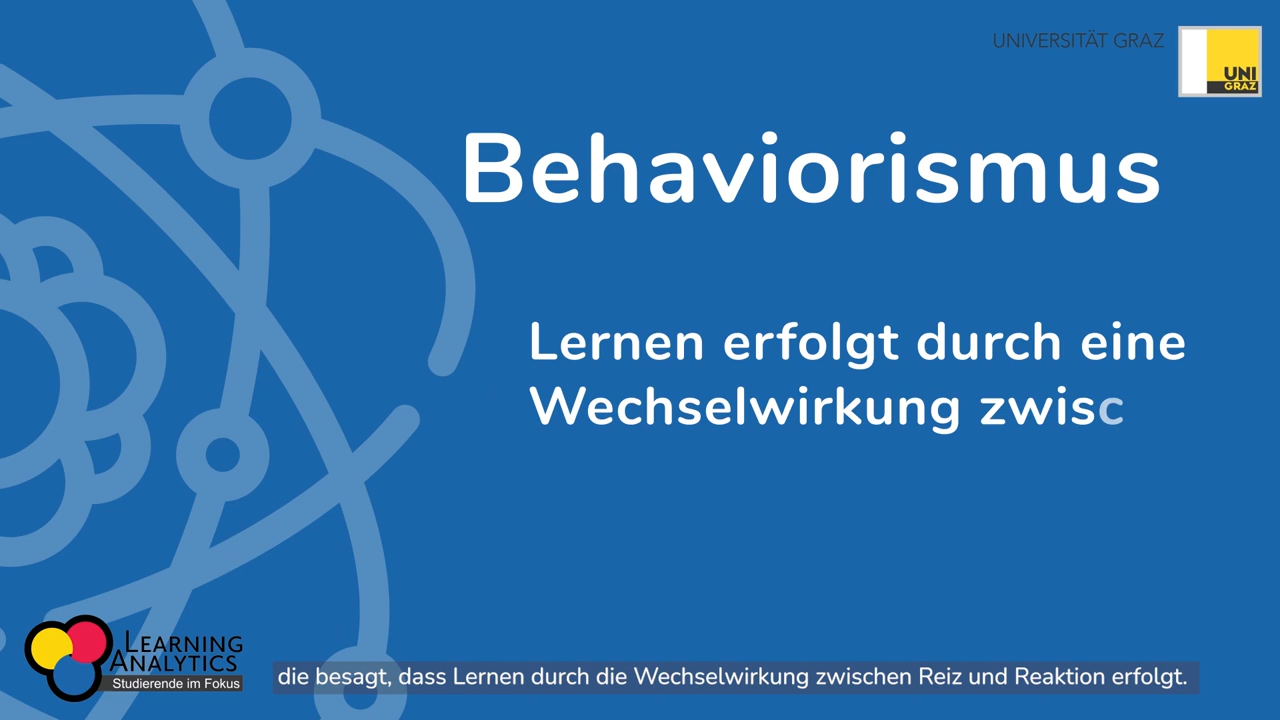 UNIVERSITÄT GRAZ
UNI
GRAZ
Behaviorismus
Lernen erfolgt durch eine
Wechselwirkung zwisc
LEARNING
ANALYTICS
Studierende im Fokus
die besagt, dass Lernen durch die Wechselwirkung zwischen Reiz und Reaktion erfolgt.